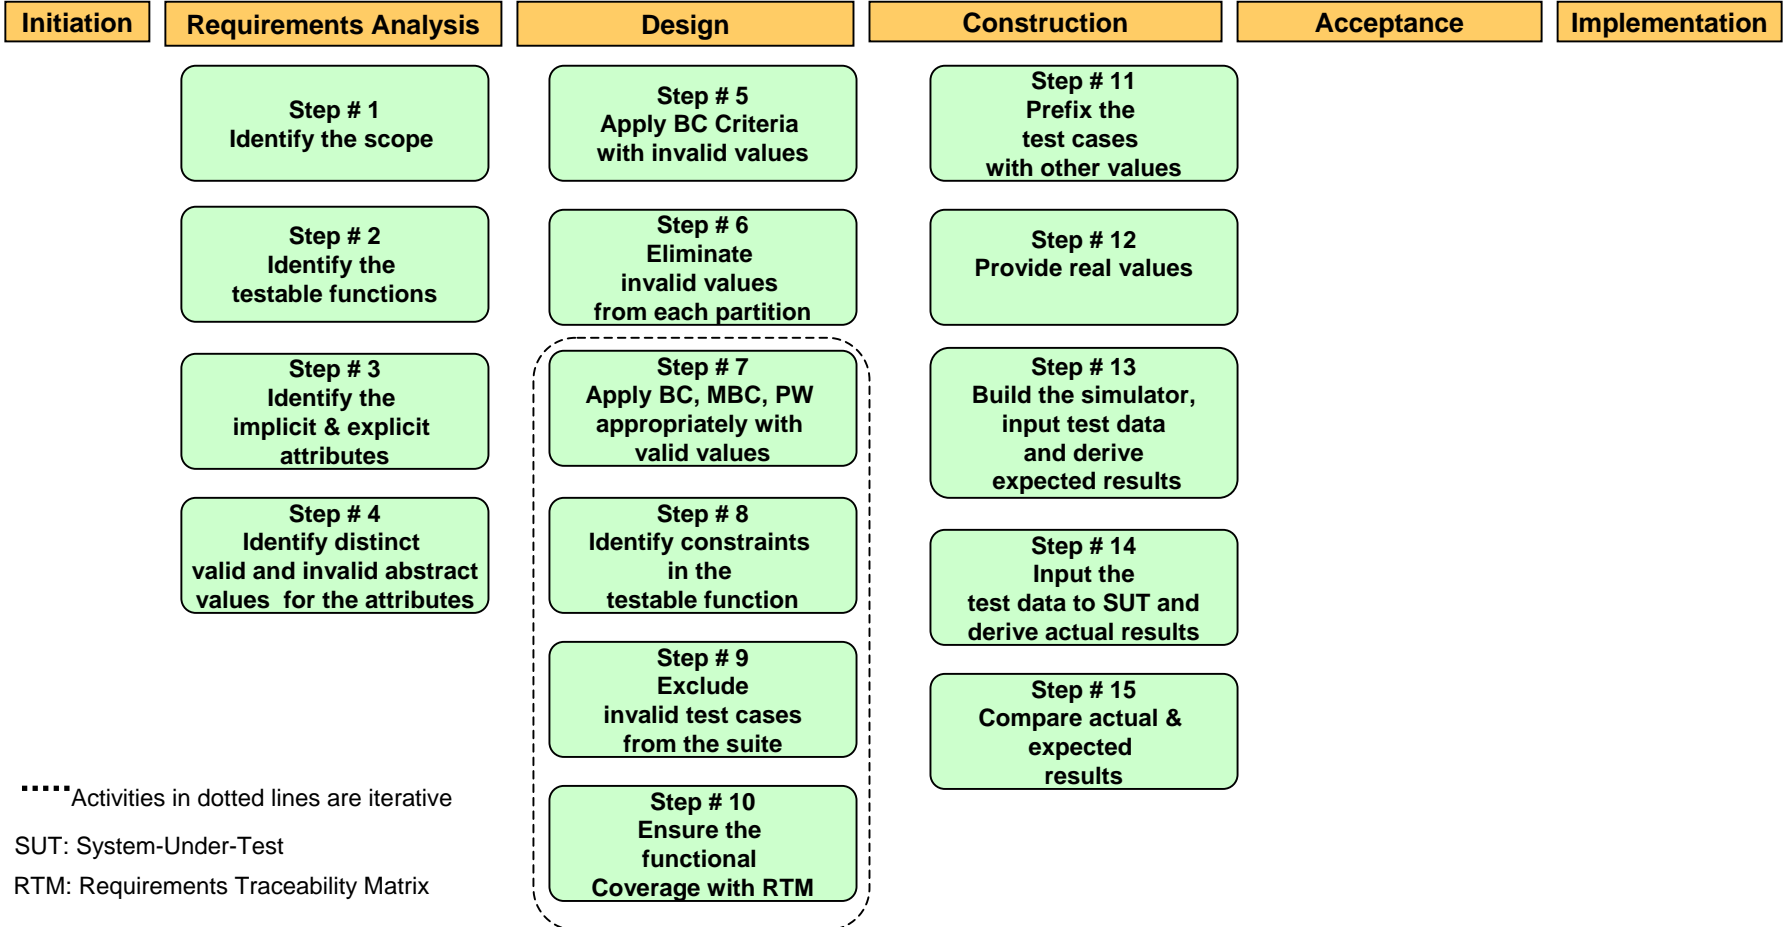 Initiation
Requirements Analysis
Design
Construction
Acceptance
Implementation
Step # 1
Identify the scope
Step # 2
Identify the
testable functions
Step # 3
Identify the
implicit & explicit
attributes
Step # 4
Identify distinct
valid and invalid abstract
values for the attributes
Step # 5
Apply BC Criteria
with invalid values
Step # 6
Eliminate
invalid values
from each partition
Step # 7
Apply BC, MBC, PW
appropriately with
valid values
Step # 8
Identify constraints
in the
testable function
Step # 9
Exclude
invalid test cases
from the suite
Step # 10
Ensure the
functional
Coverage with RTM
Step # 11
Prefix the
test cases
with other values
Step # 12
Provide real values
Step # 13
Build the simulator,
input test data
and derive
expected results
Step # 14
Input the
test data to SUT and
derive actual results
Step # 15
Compare actual &
expected
results
Activities in dotted lines are iterative
SUT: System-Under-Test
RTM: Requirements Traceability Matrix